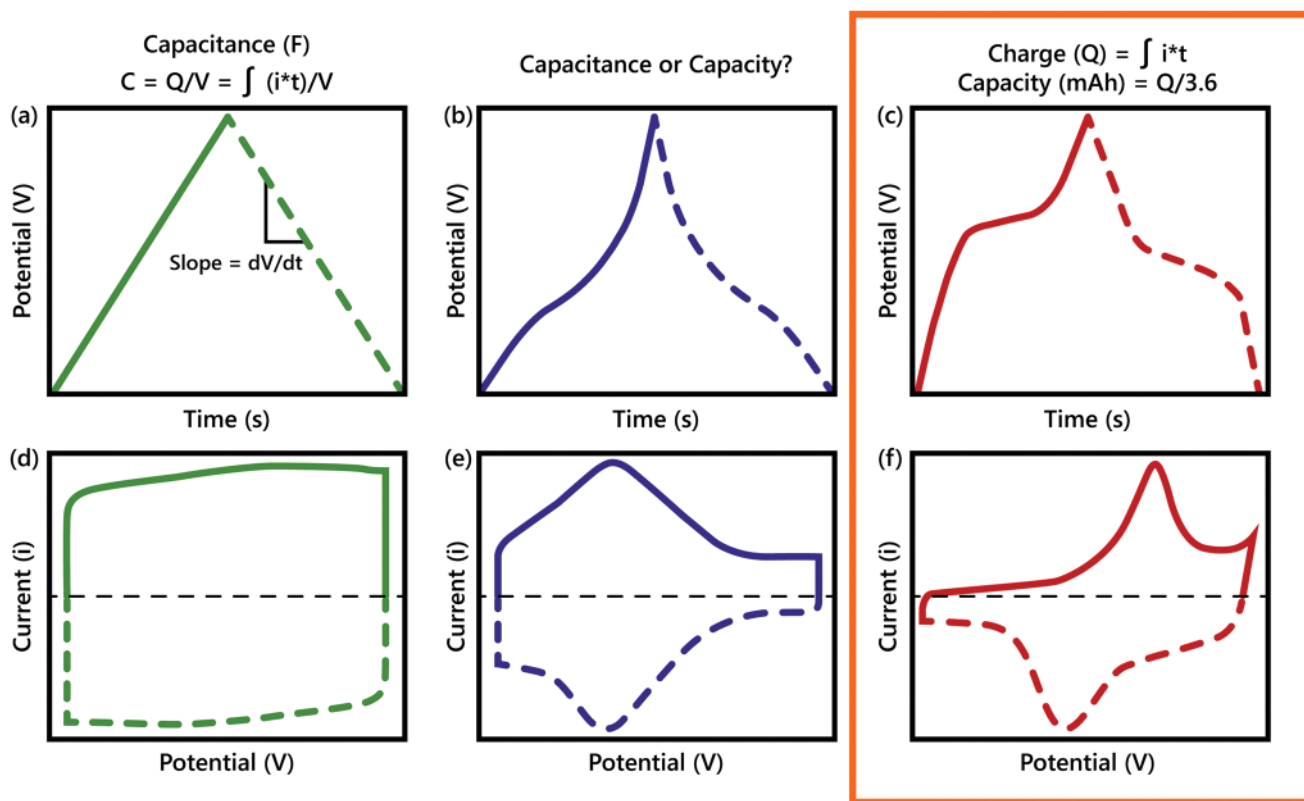 Capacitance (F)
C = Q/V = ∫ (i*t)/V
Capacitance or Capacity?
Charge (Q) = ∫ i*t
Capacity (mAh) = Q/3.6
(a)
Potential (V)
Slope = dV/dt
Time (s)
(b)
Potential (V)
Time (s)
(c)
Potential (V)
Time (s)
(d)
Current (i)
Potential (V)
(e)
Current (i)
Potential (V)
(f)
Current (i)
Potential (V)